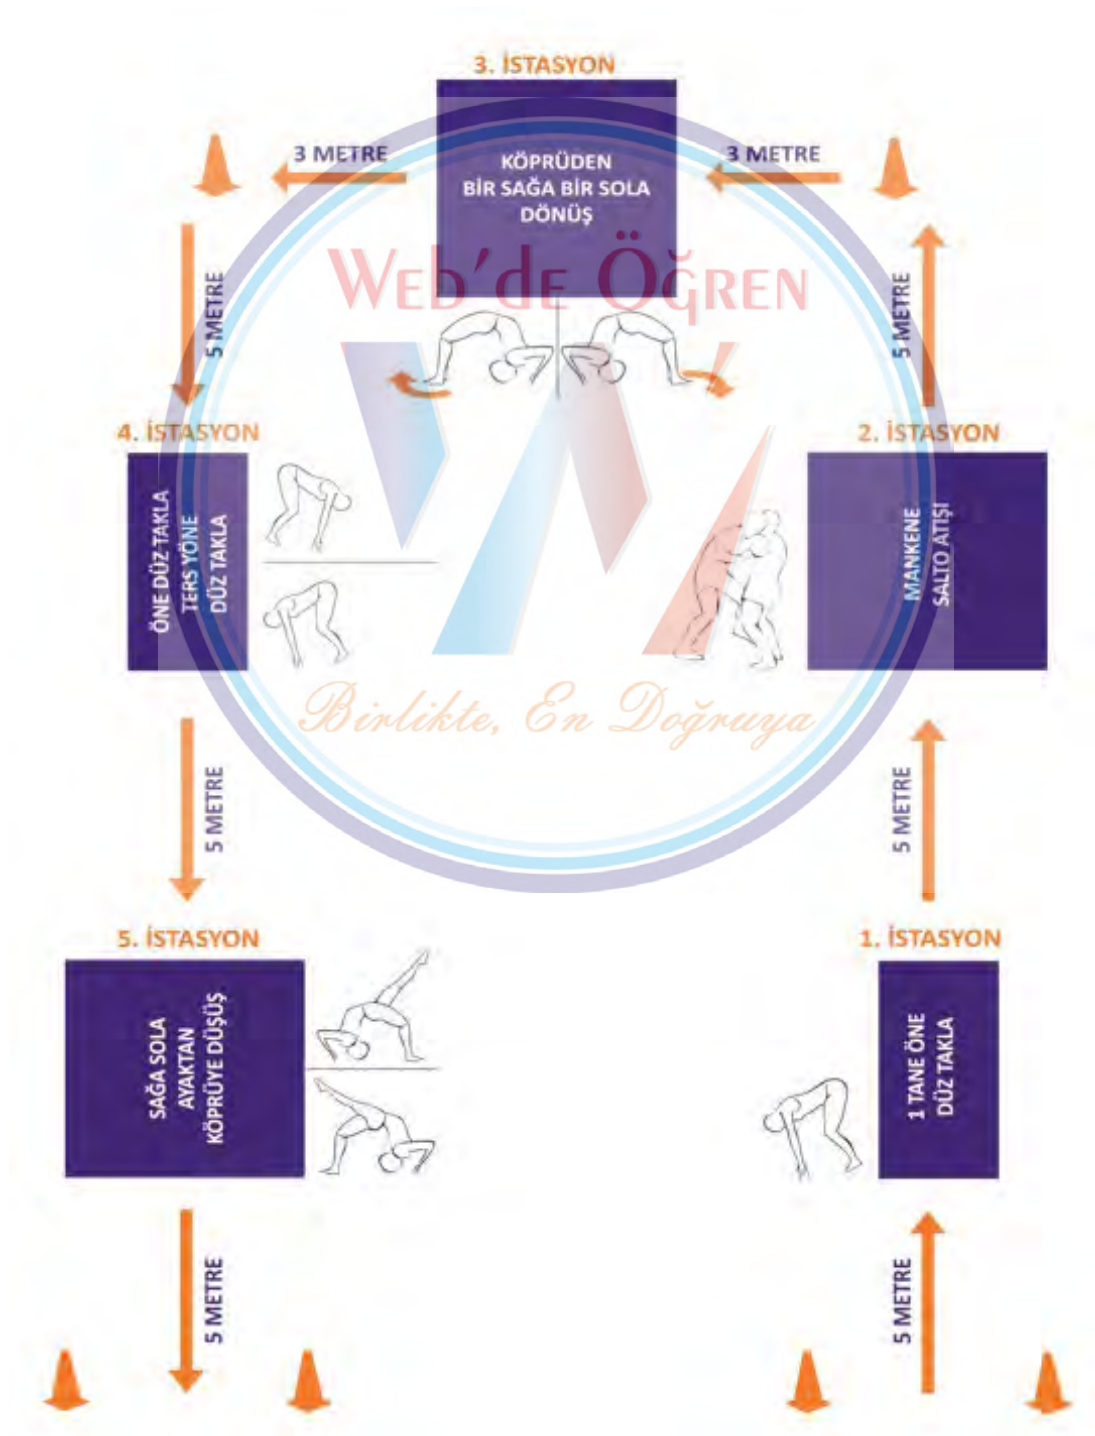 3. İSTASYON
3 METRE
KÖPRÜDEN
BİR SAĞA BİR SOLA
DÖNÜŞ
3 METRE
Web'de Öğren
5 METRE
5 METRE
4. İSTASYON
2. İSTASYON
ÖNE DÜZ TAKLA
TERS YÖNE
DÜZ TAKLA
MANKENE
SALTO ATIŞI
Birlikte, En Doğruya
5 METRE
5 METRE
5. İSTASYON
1. İSTASYON
SAĞA SOLA
AYAKTAN
KÖPRÜYE DÜŞÜŞ
1 TANE ÖNE
DÜZ TAKLA
5 METRE
5 METRE